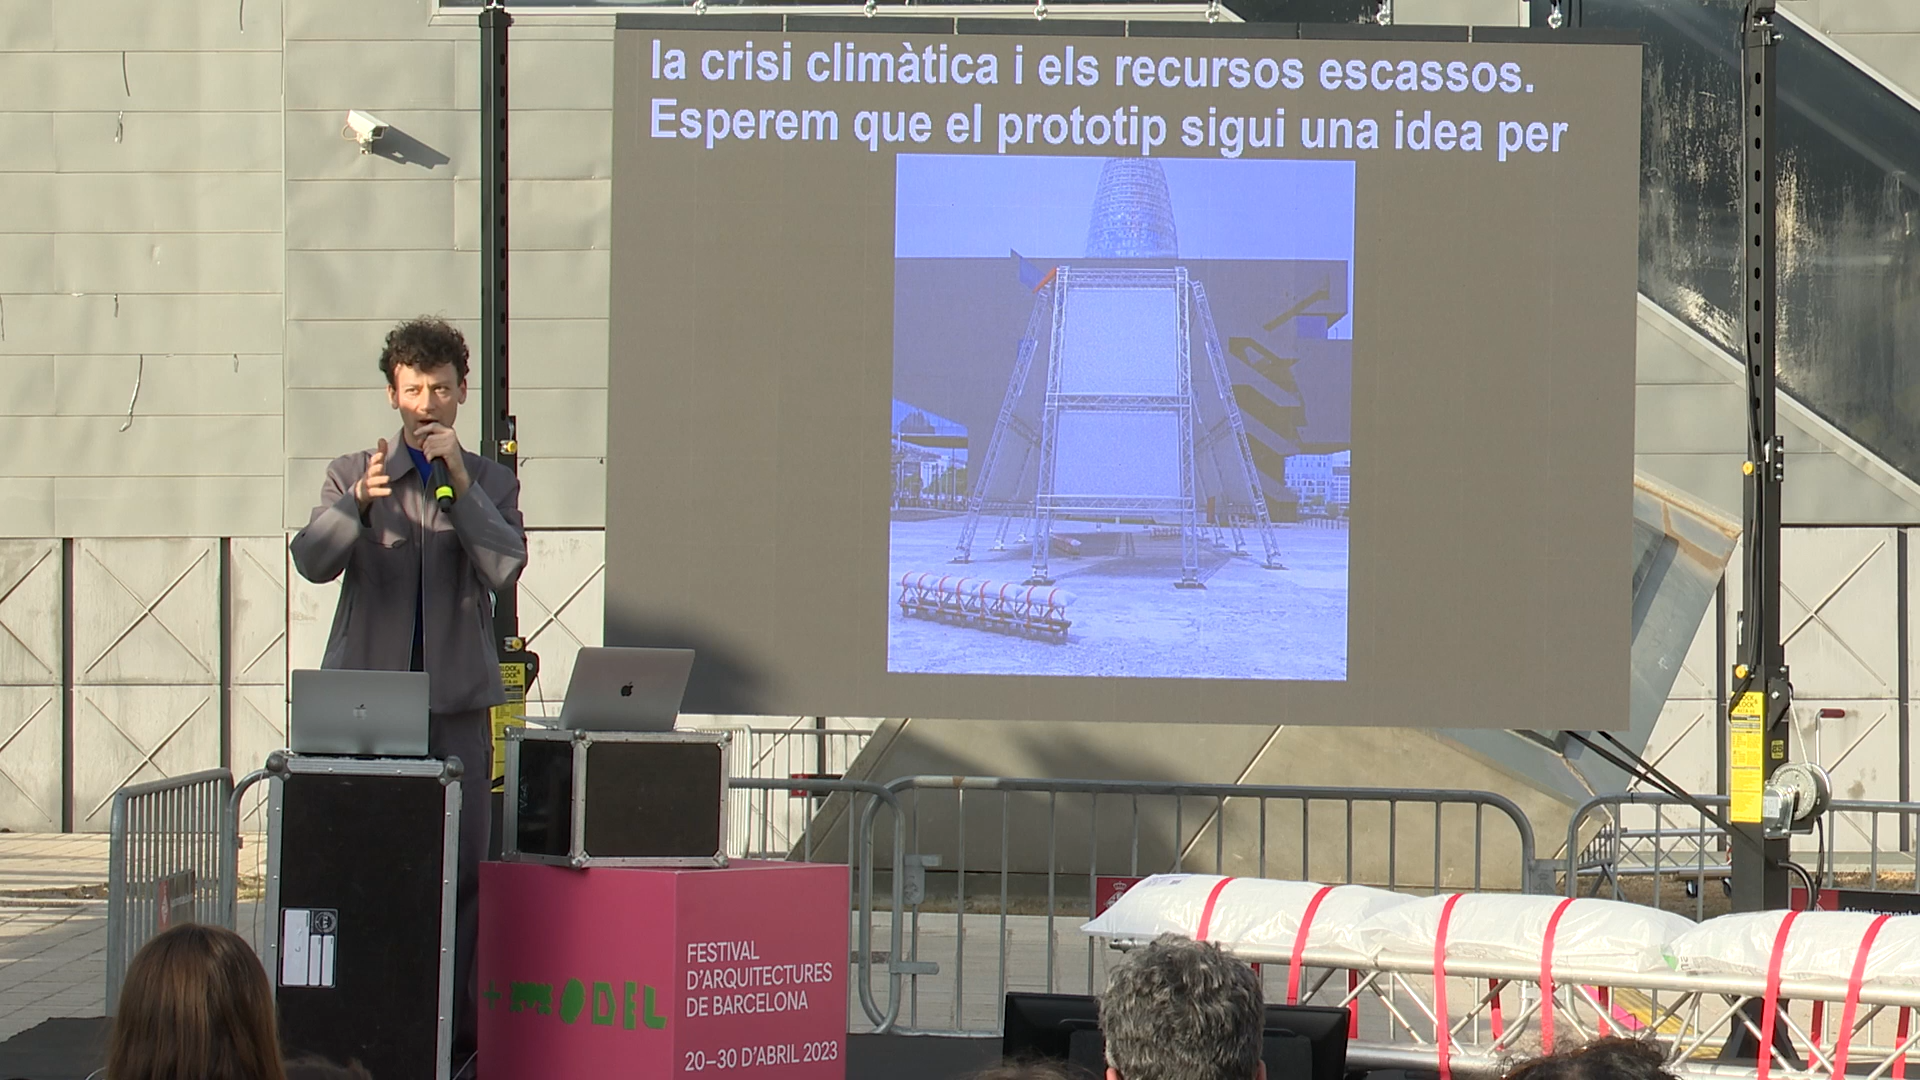 la crisi climàtica i els recursos escassos.
Esperem que el prototip sigui una idea per
+MODEL
FESTIVAL
D'ARQUITECTURES
DE BARCELONA
20–30 D'ABRIL 2023